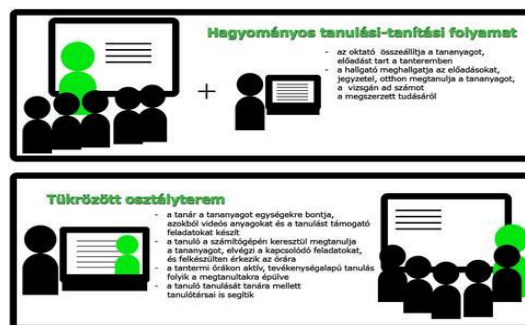 Hagyományos tanulási-tanítási folyamat
- az oktató összeállítja a tananyagot,
előadást tart a tanteremben
- a hallgató meghallgatja az előadásokat,
jegyzetel, otthon megtanulja a tananyagot,
a vizsgán ad számot
a megszerzett tudásáról
+
Tükrözött osztályterem
- a tanár a tananyagot egységekre bontja,
azokból videós anyagokat és a tanulást támogató
feladatokat készít
- a tanuló a számítógépén keresztül megtanulja
a tananyagot, elvégzi a kapcsolódó feladatokat,
és felkészülten érkezik az órára
- a tantermi órákon aktív, tevékenységalapú tanulás
folyik a megtanultakra épülve
- a tanuló tanulását tanára mellett
tanulótársai is segítik